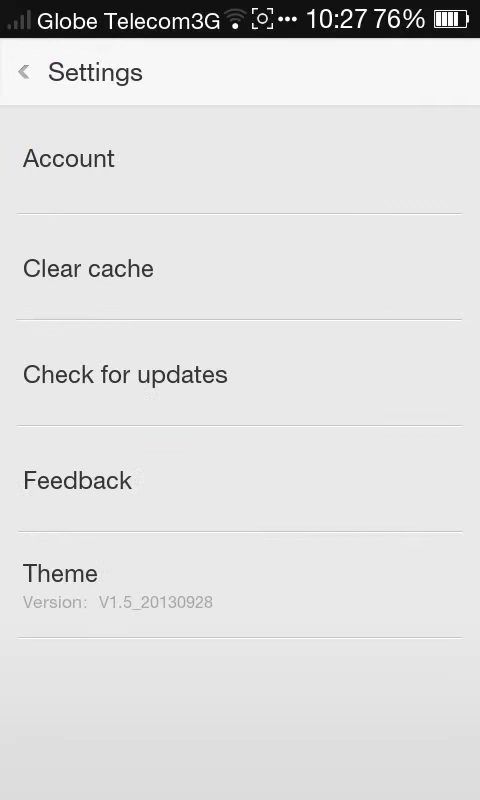 Globe Telecom3G 10:27 76%
Settings
Account
Clear cache
Check for updates
Feedback
Theme
Version: V1.5_20130928